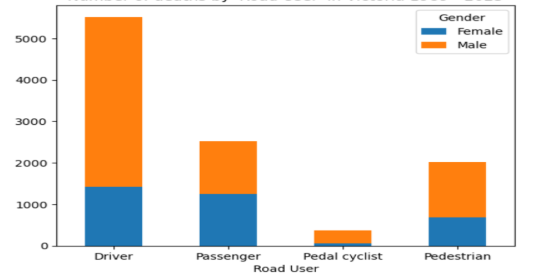 Gender
Female
Male
5000
4000
3000
2000
1000
0
Driver Passenger Pedal cyclist Pedestrian
Road User